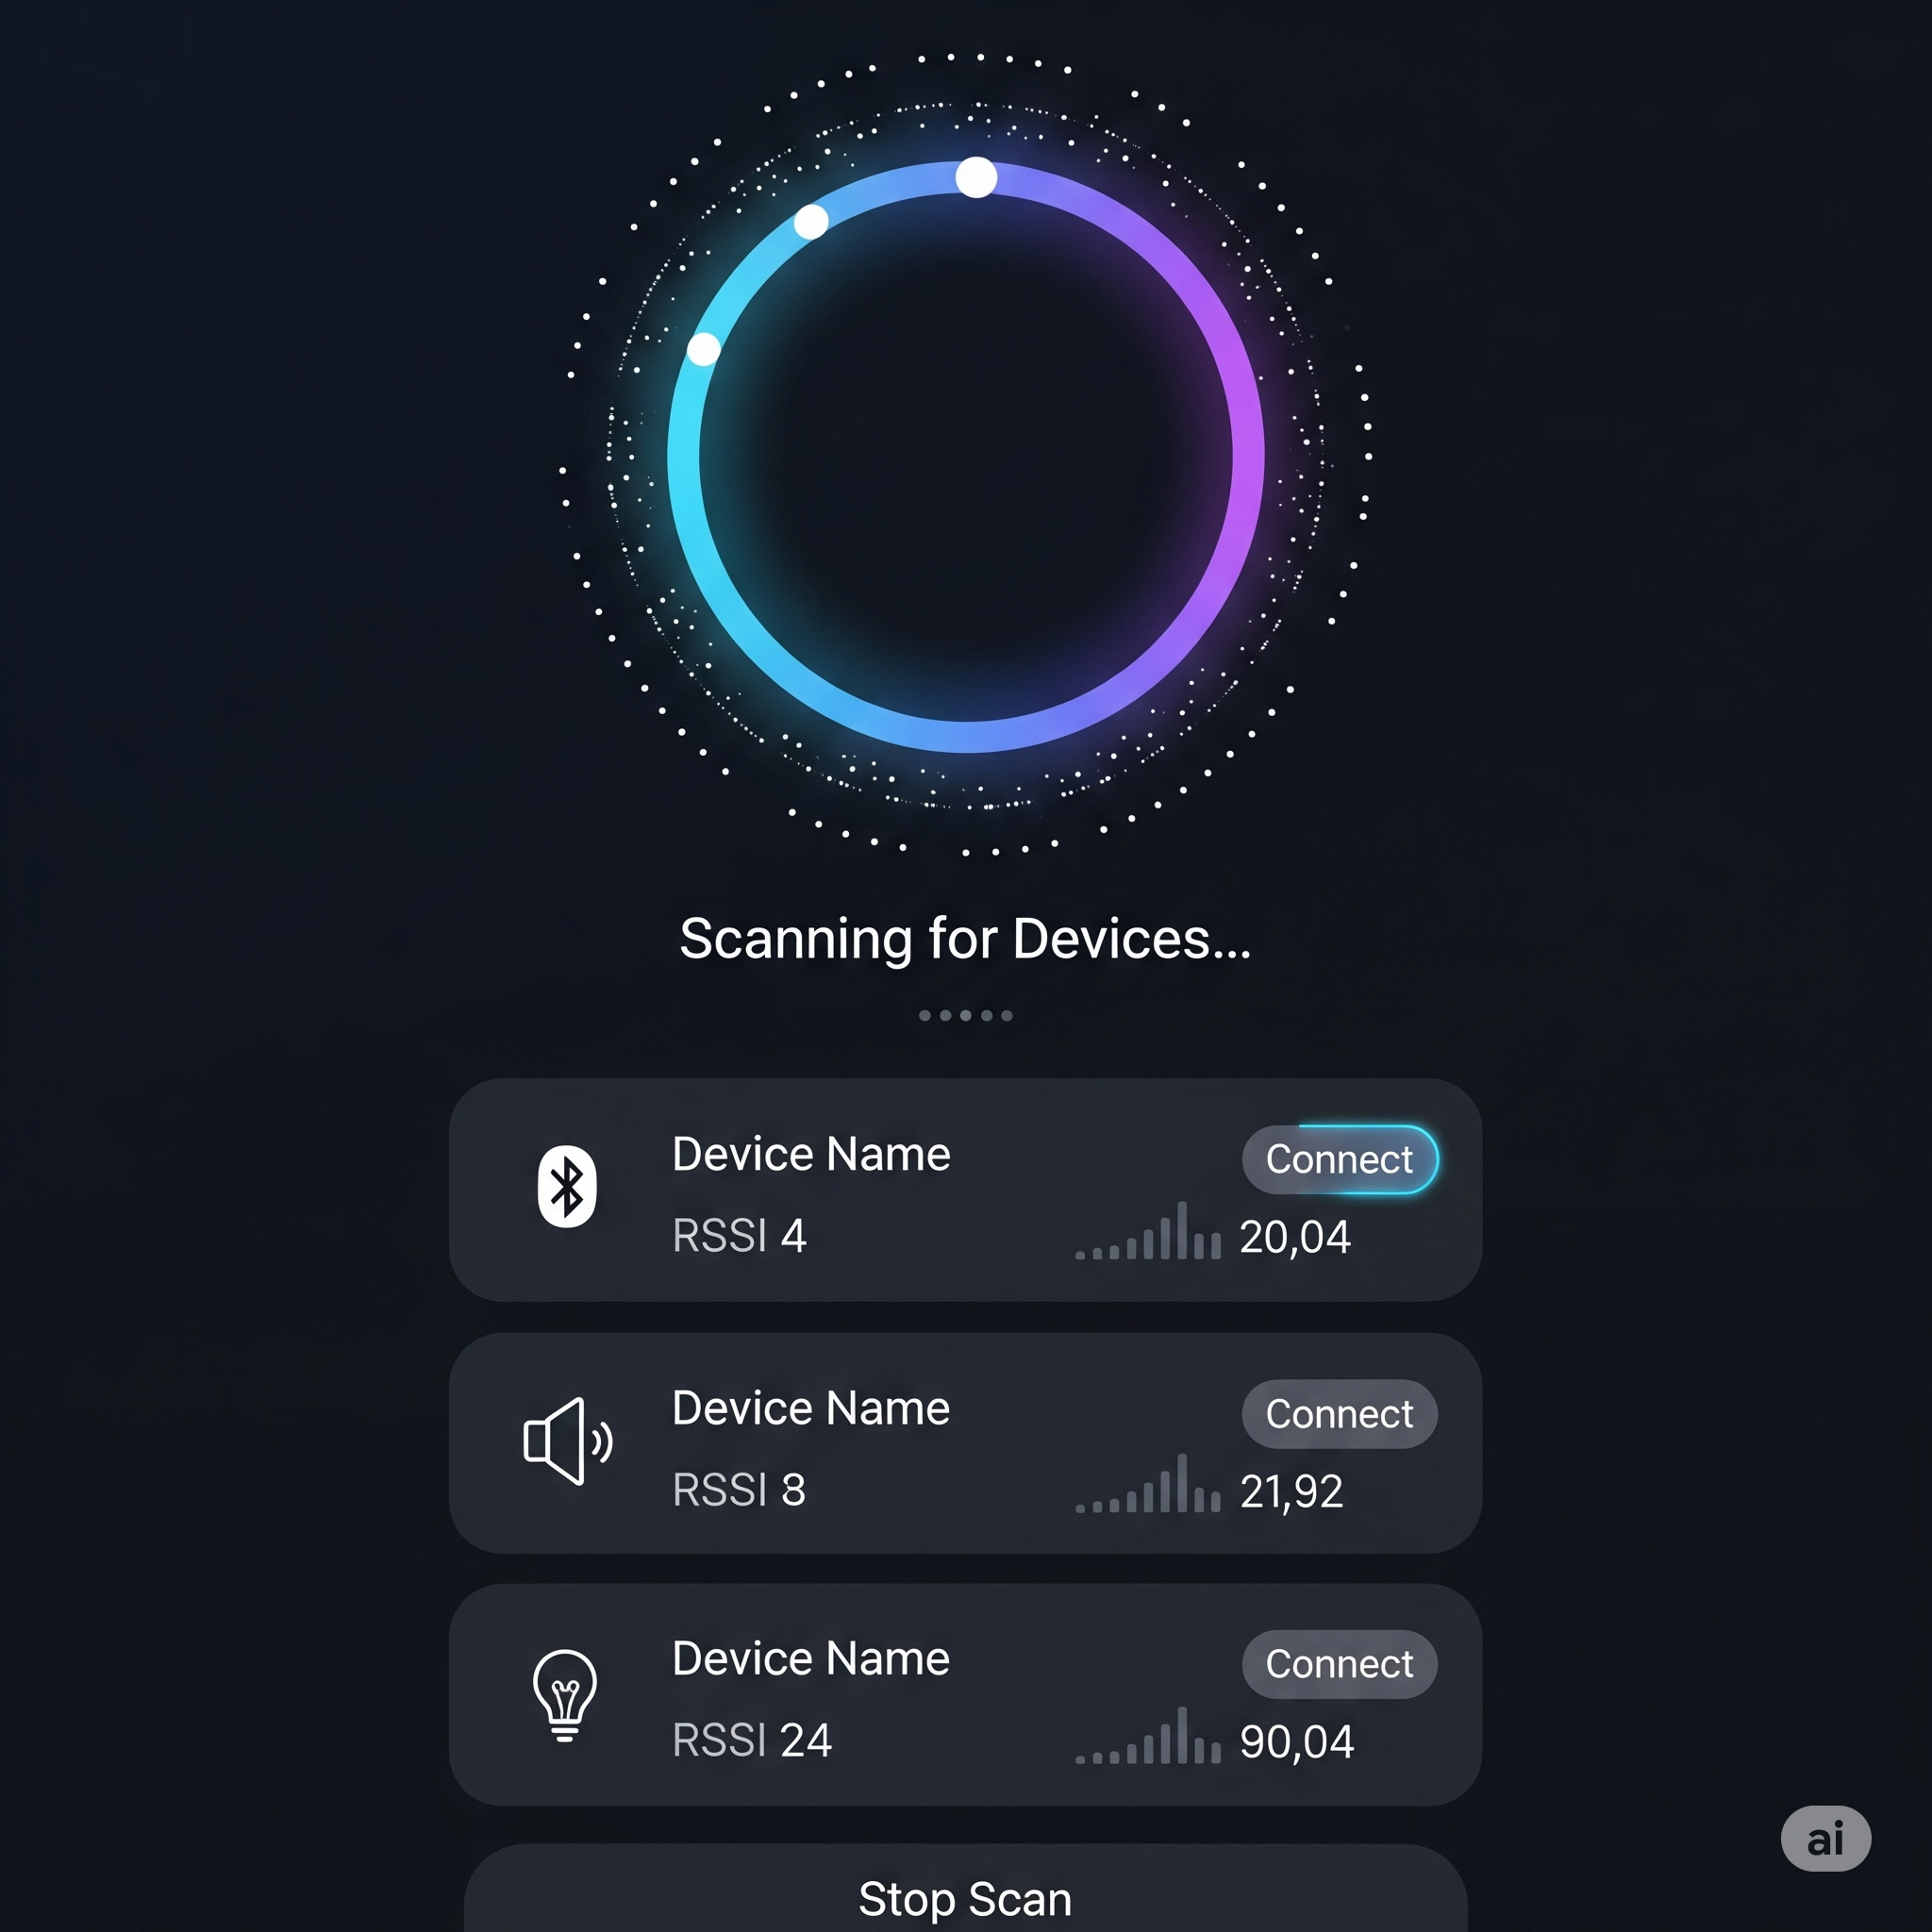 Scanning for Devices...
Device Name
Connect
RSSI 4
20,04
Device Name
Connect
RSSI 8
21,92
Device Name
Connect
RSSI 24
90,04
Stop Scan
ai